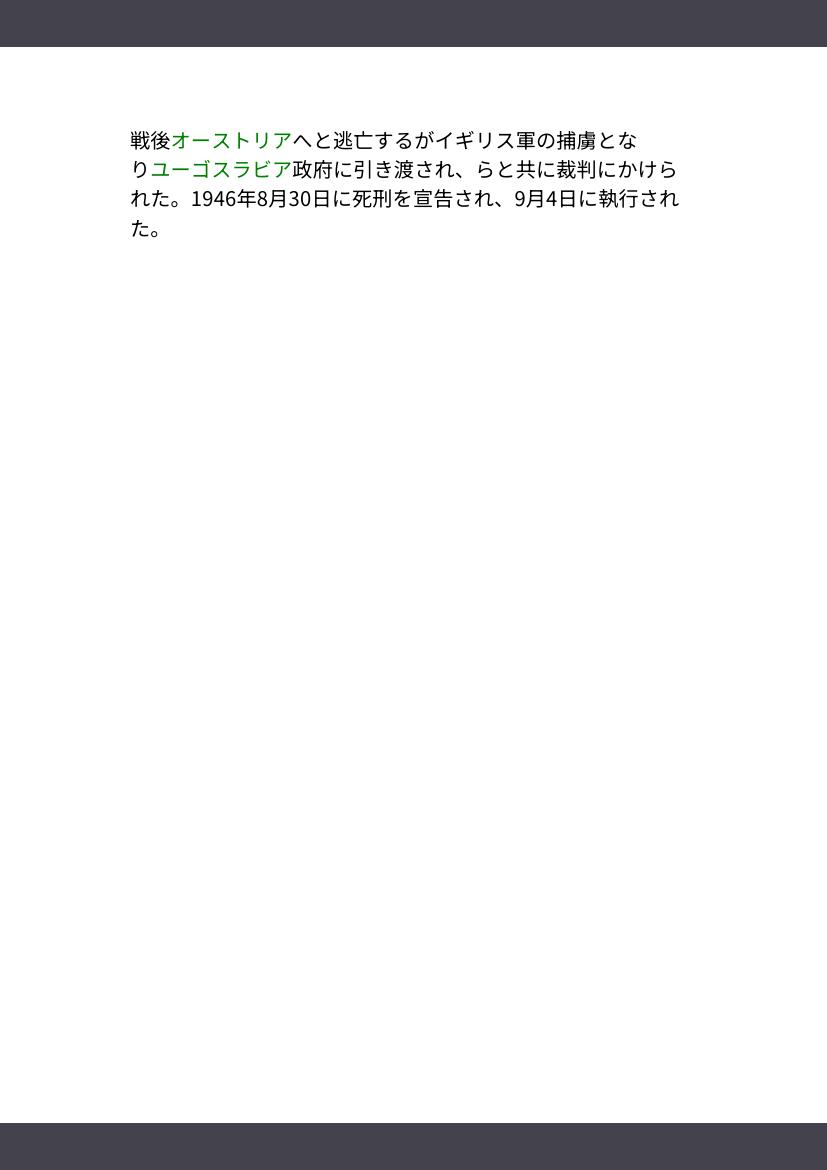 戦後オーストリアへと逃亡するがイギリス軍の捕虜とな
りユーゴスラビア政府に引き渡され、らと共に裁判にかけら
れた。1946年8月30日に死刑を宣告され、9月4日に執行され
た。